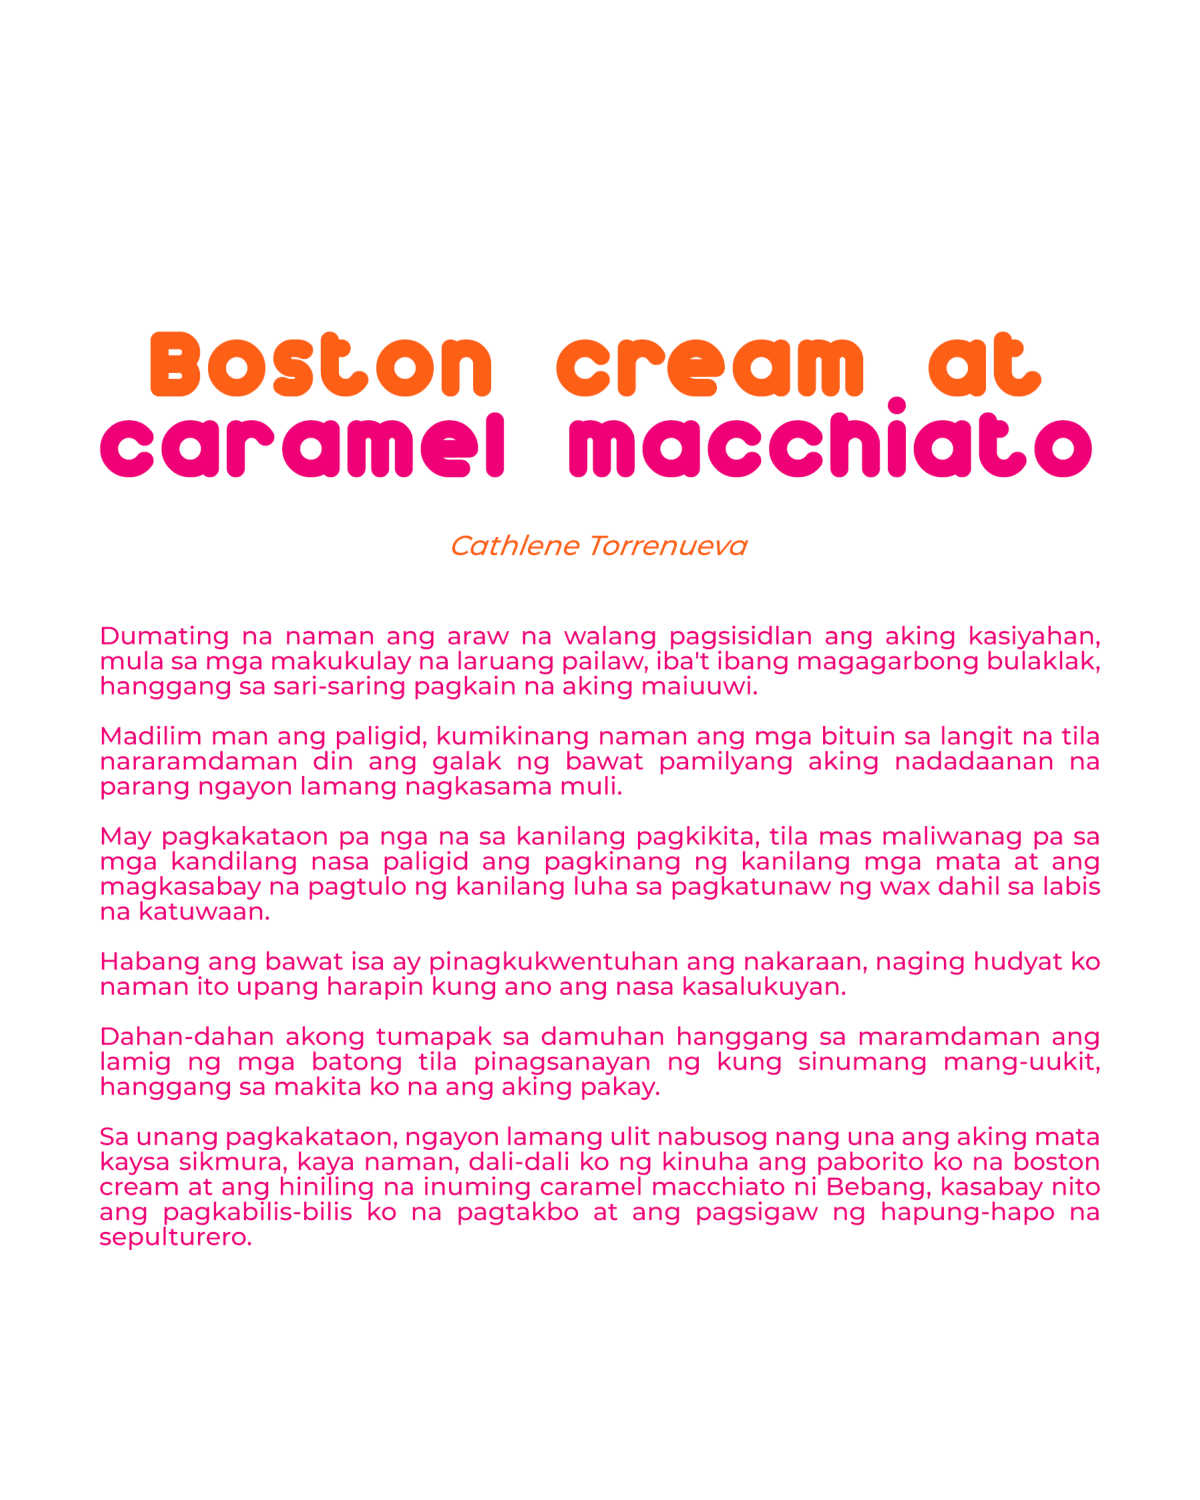 Boston cream at
caramel macchiato
Cathlene Torrenueva
Dumating na naman ang araw na walang pagsisidlan ang aking kasiyahan,
mula sa mga makukulay na laruang pailaw, iba't ibang magagarbong bulaklak,
hanggang sa sari-saring pagkain na aking maiuuwi.
Madilim man ang paligid, kumikinang naman ang mga bituin sa langit na tila
nararamdaman din ang galak ng bawat pamilyang aking nadadaanan na
parang ngayon lamang nagkasama muli.
May pagkakataon pa nga na sa kanilang pagkikita, tila mas maliwanag pa sa
mga kandilang nasa paligid ang pagkinang ng kanilang mga mata at ang
magkasabay na pagtulo ng kanilang luha sa pagkatunaw ng wax dahil sa labis
na katuwaan.
Habang ang bawat isa ay pinagkukwentuhan ang nakaraan, naging hudyat ko
naman ito upang harapin kung ano ang nasa kasalukuyan.
Dahan-dahan akong tumapak sa damuhan hanggang sa maramdaman ang
lamig ng mga batong tila pinagsanayan ng kung sinumang mang-uukit,
hanggang sa makita ko na ang aking pakay.
Sa unang pagkakataon, ngayon lamang ulit nabusog nang una ang aking mata
kaysa sikmura, kaya naman, dali-dali ko ng kinuha ang paborito ko na boston
cream at ang hiniling na inuming caramel macchiato ni Bebang, kasabay nito
ang pagkabilis-bilis ko na pagtakbo at ang pagsigaw ng hapung-hapo na
sepulturero.